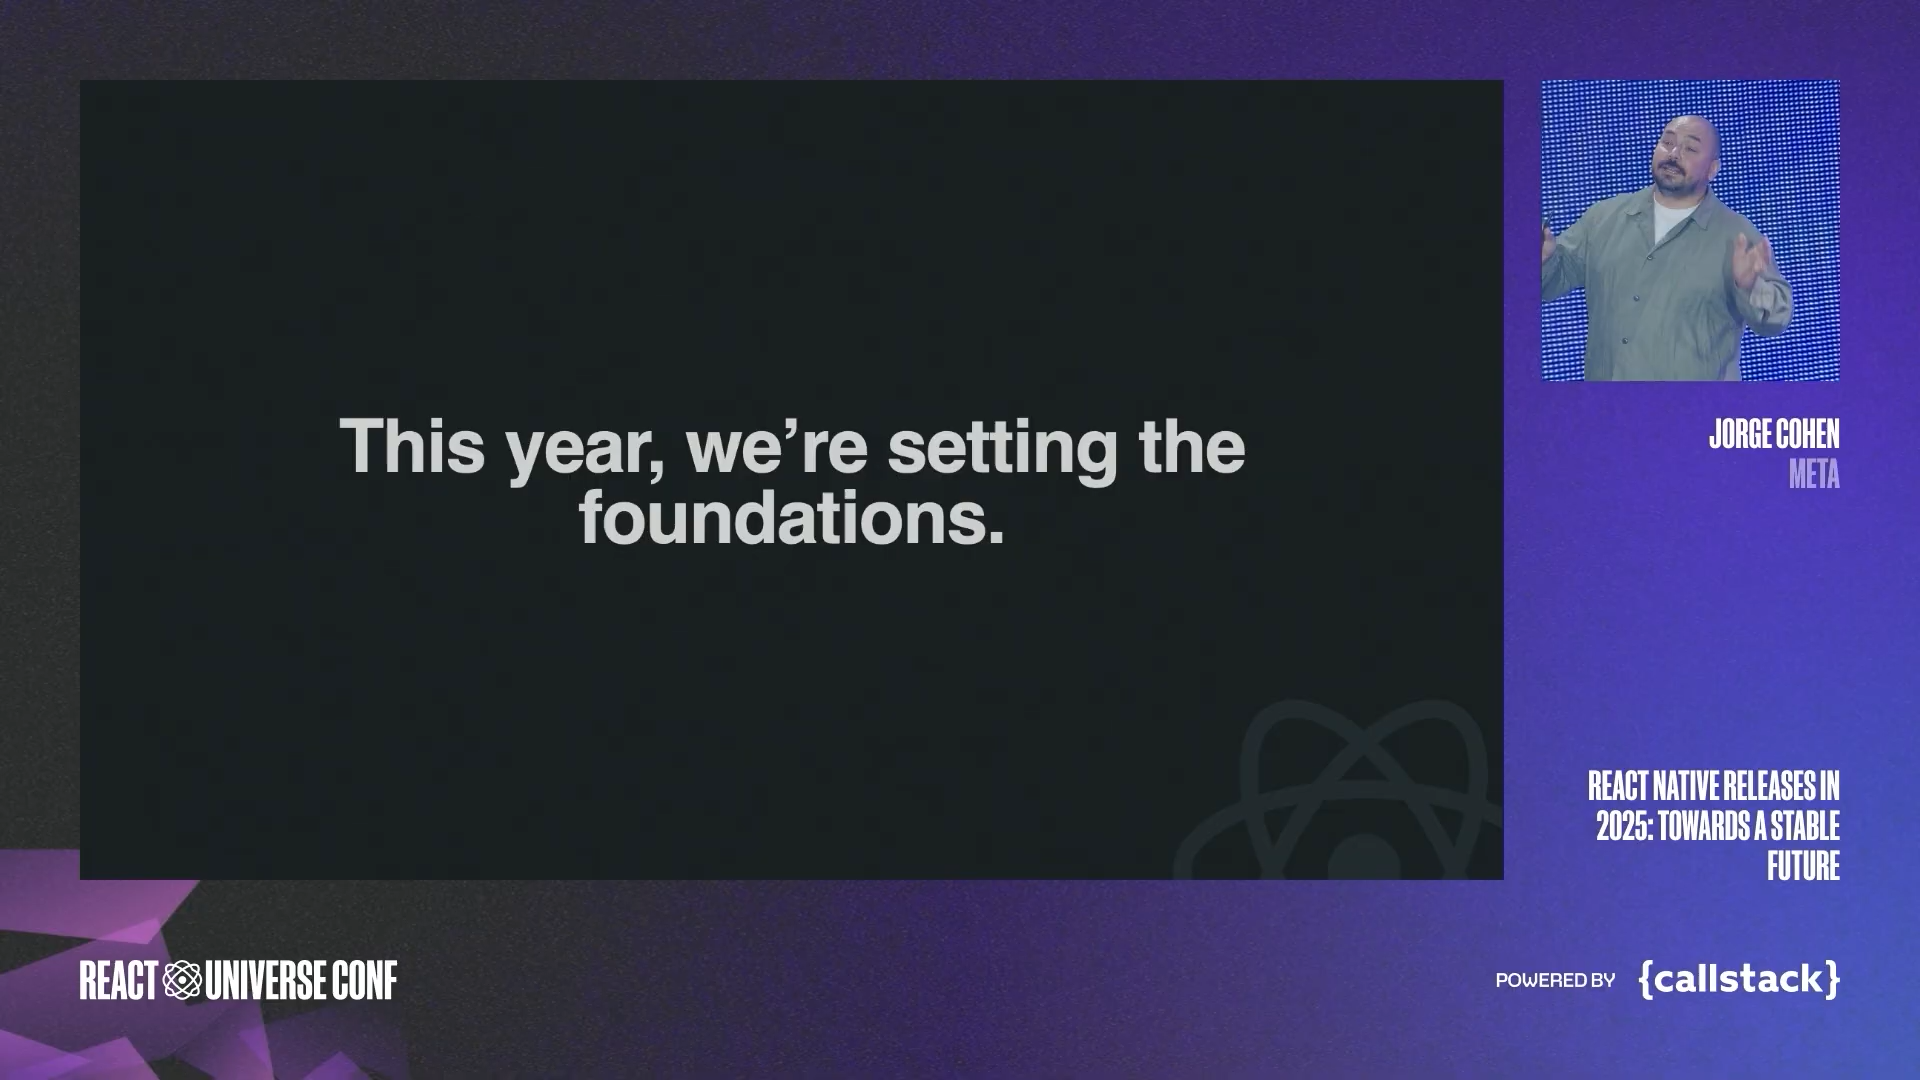 This year, we're setting the
foundations.
JORGE COHEN
META
REACT NATIVE RELEASES IN
2025: TOWARDS A STABLE
FUTURE
REACT UNIVERSE CONF
POWERED BY {callstack}